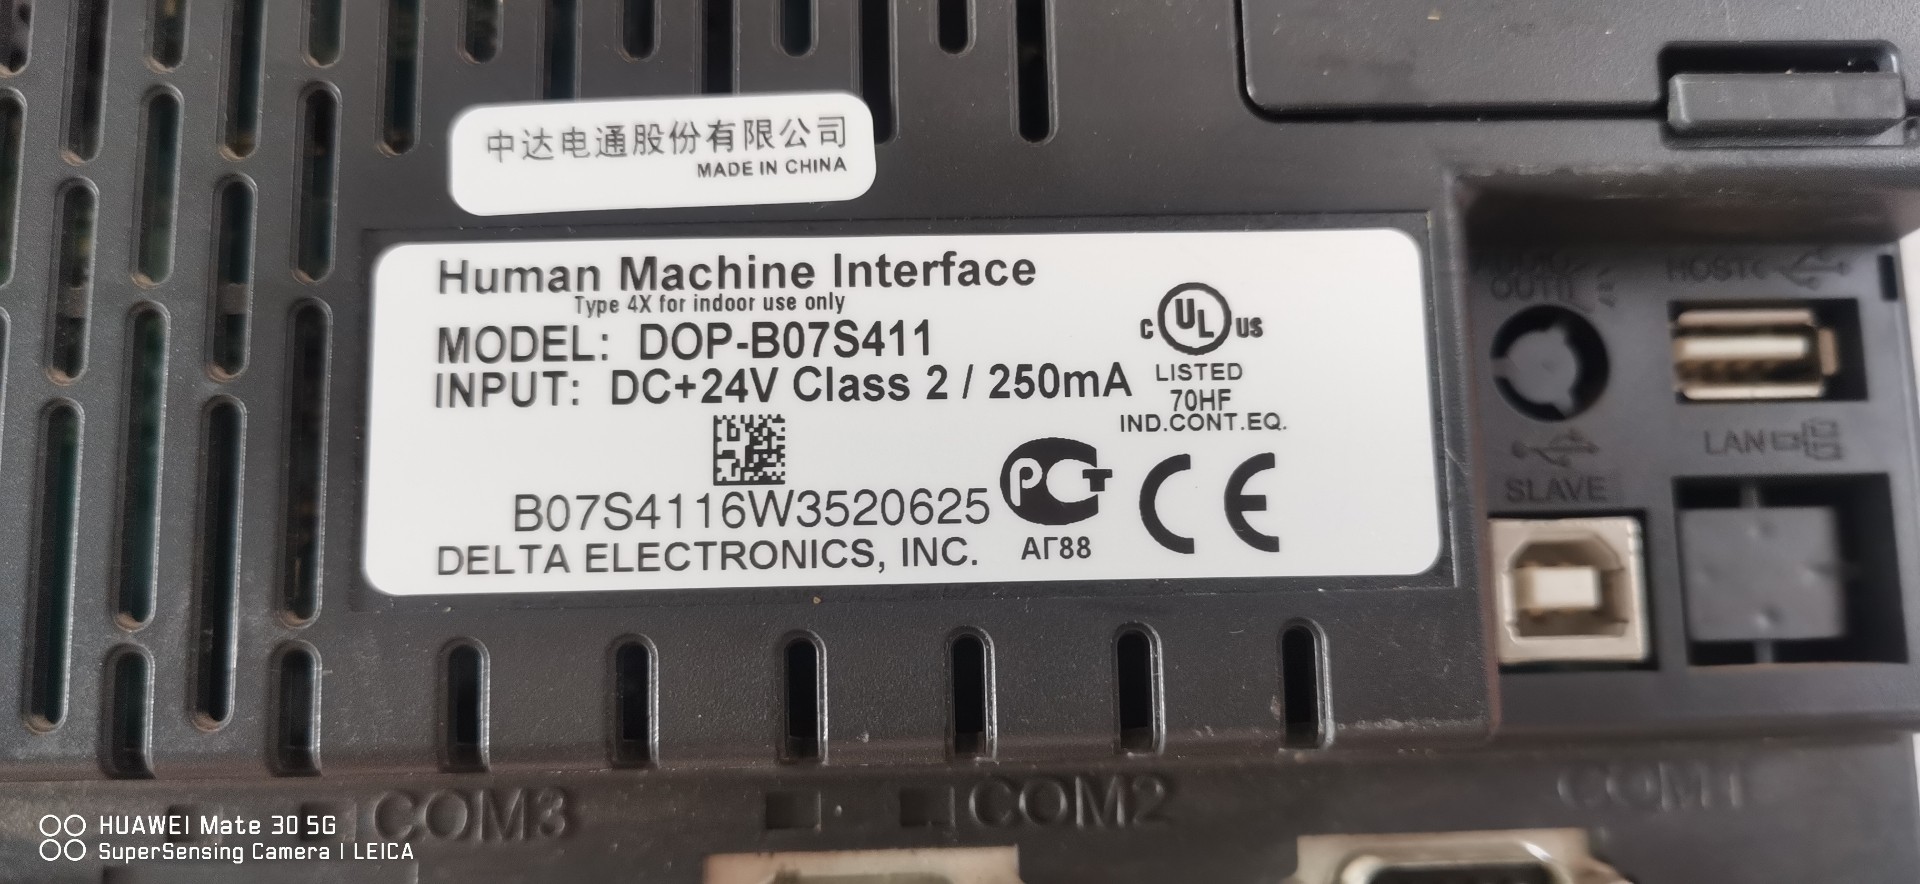 中达电通股份有限公司
MADE IN CHINA
Human Machine Interface
Type 4X for indoor use only
MODEL: DOP-B07S411
INPUT: DC+24V Class 2 / 250mA
C UL US
LISTED
70HF
IND.CONT.EQ.
B07S4116W3520625
DELTA ELECTRONICS, INC.
РСТ
АГ88
CE
OUT
HOST
LAN
SLAVE
COM3
COM2
COM1
HUAWEI Mate 30 5G
SuperSensing Camera | LEICA